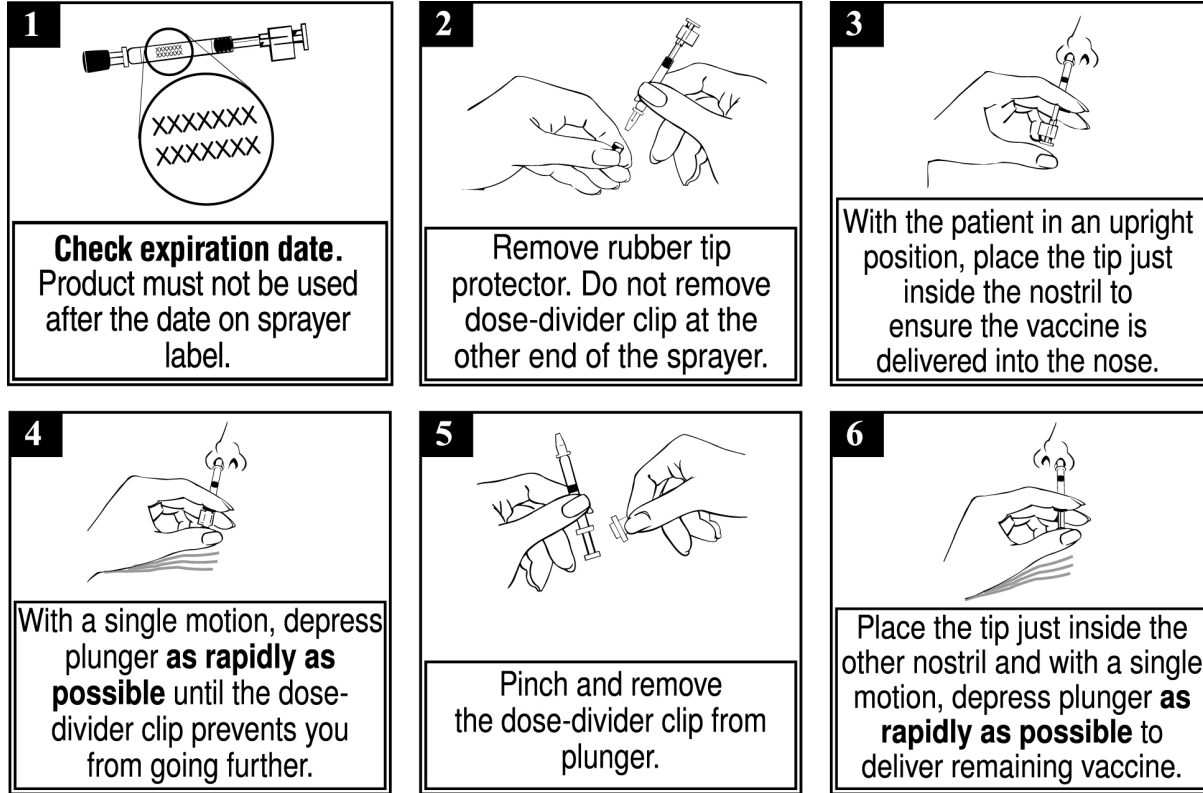 1
XXXXXXX
XXXXXXX
XXXXXXX
XXXXXXX
Check expiration date.
Product must not be used
after the date on sprayer
label.
2
Remove rubber tip
protector. Do not remove
dose-divider clip at the
other end of the sprayer.
3
With the patient in an upright
position, place the tip just
inside the nostril to
ensure the vaccine is
delivered into the nose.
4
With a single motion, depress
plunger as rapidly as
possible until the dose-
divider clip prevents you
from going further.
5
Pinch and remove
the dose-divider clip from
plunger.
6
Place the tip just inside the
other nostril and with a single
motion, depress plunger as
rapidly as possible to
deliver remaining vaccine.